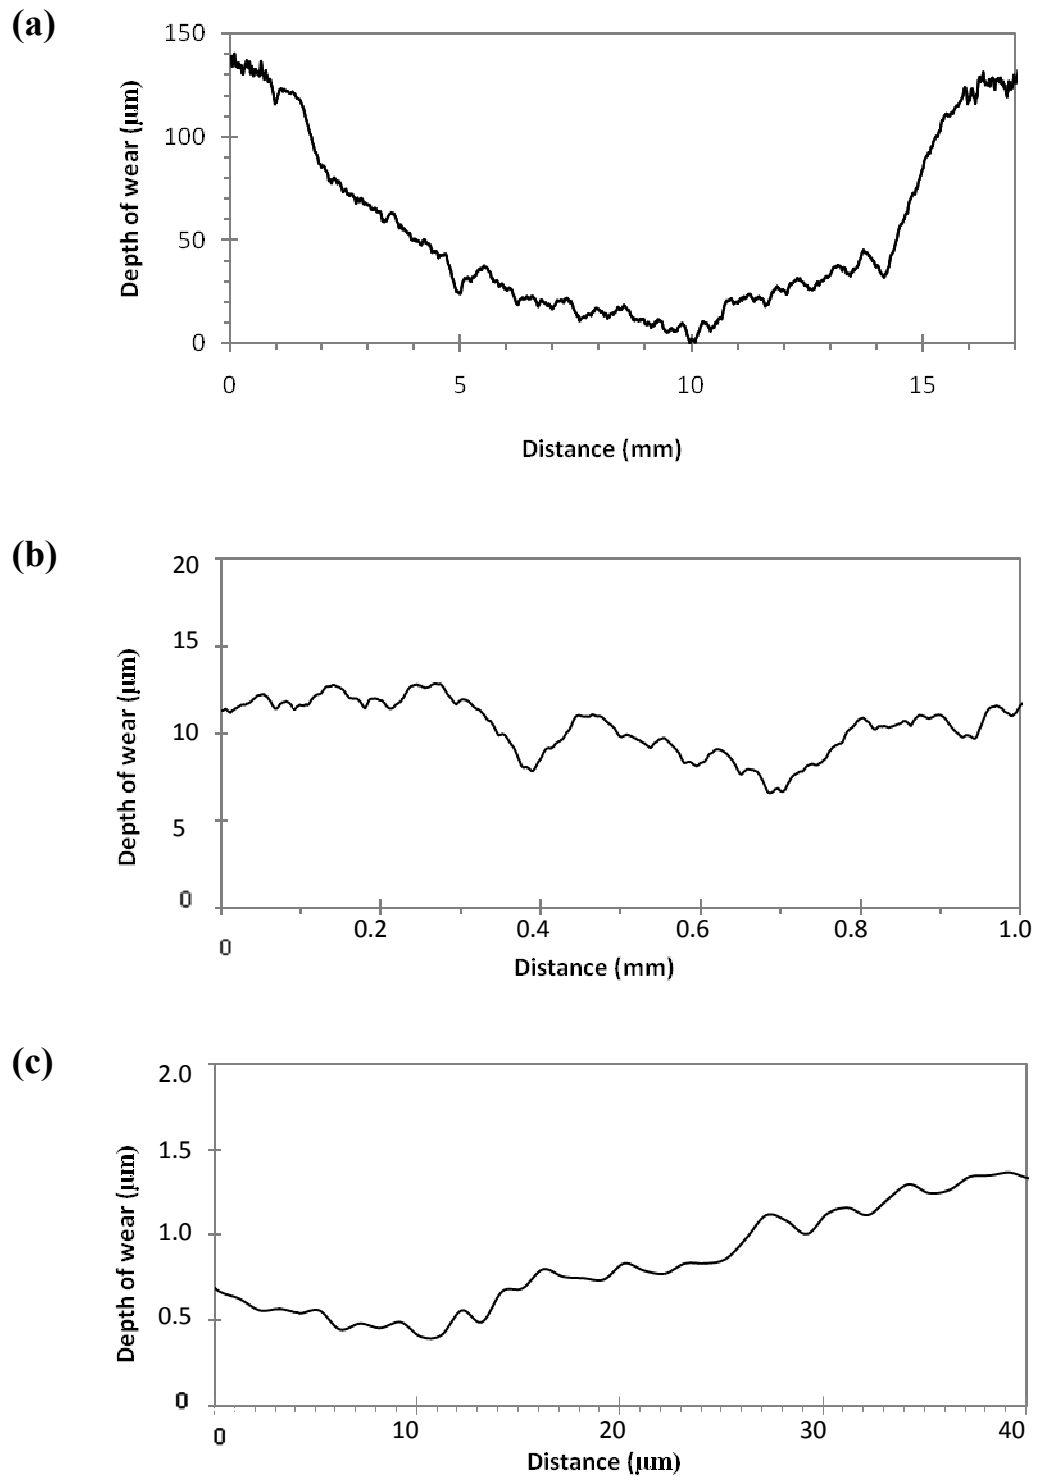 (a)
150
100
50
0
Depth of wear (µm)
0 5 10 15
Distance (mm)
(b)
20
15
10
5
0
Depth of wear (µm)
0 0.2 0.4 0.6 0.8 1.0
Distance (mm)
(c)
2.0
1.5
1.0
0.5
0
Depth of wear (µm)
0 10 20 30 40
Distance (µm)